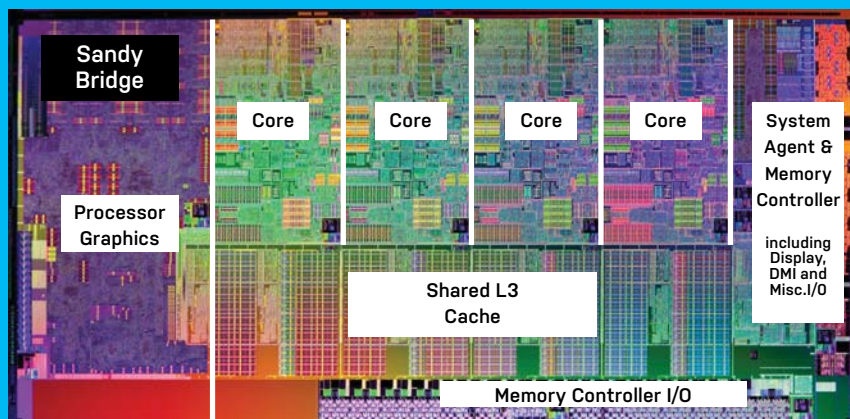 Sandy
Bridge
Core
Core
Core
Core
System
Agent &
Memory
Controller
including
Display,
DMI and
Misc.I/O
Processor
Graphics
Shared L3
Cache
Memory Controller I/O